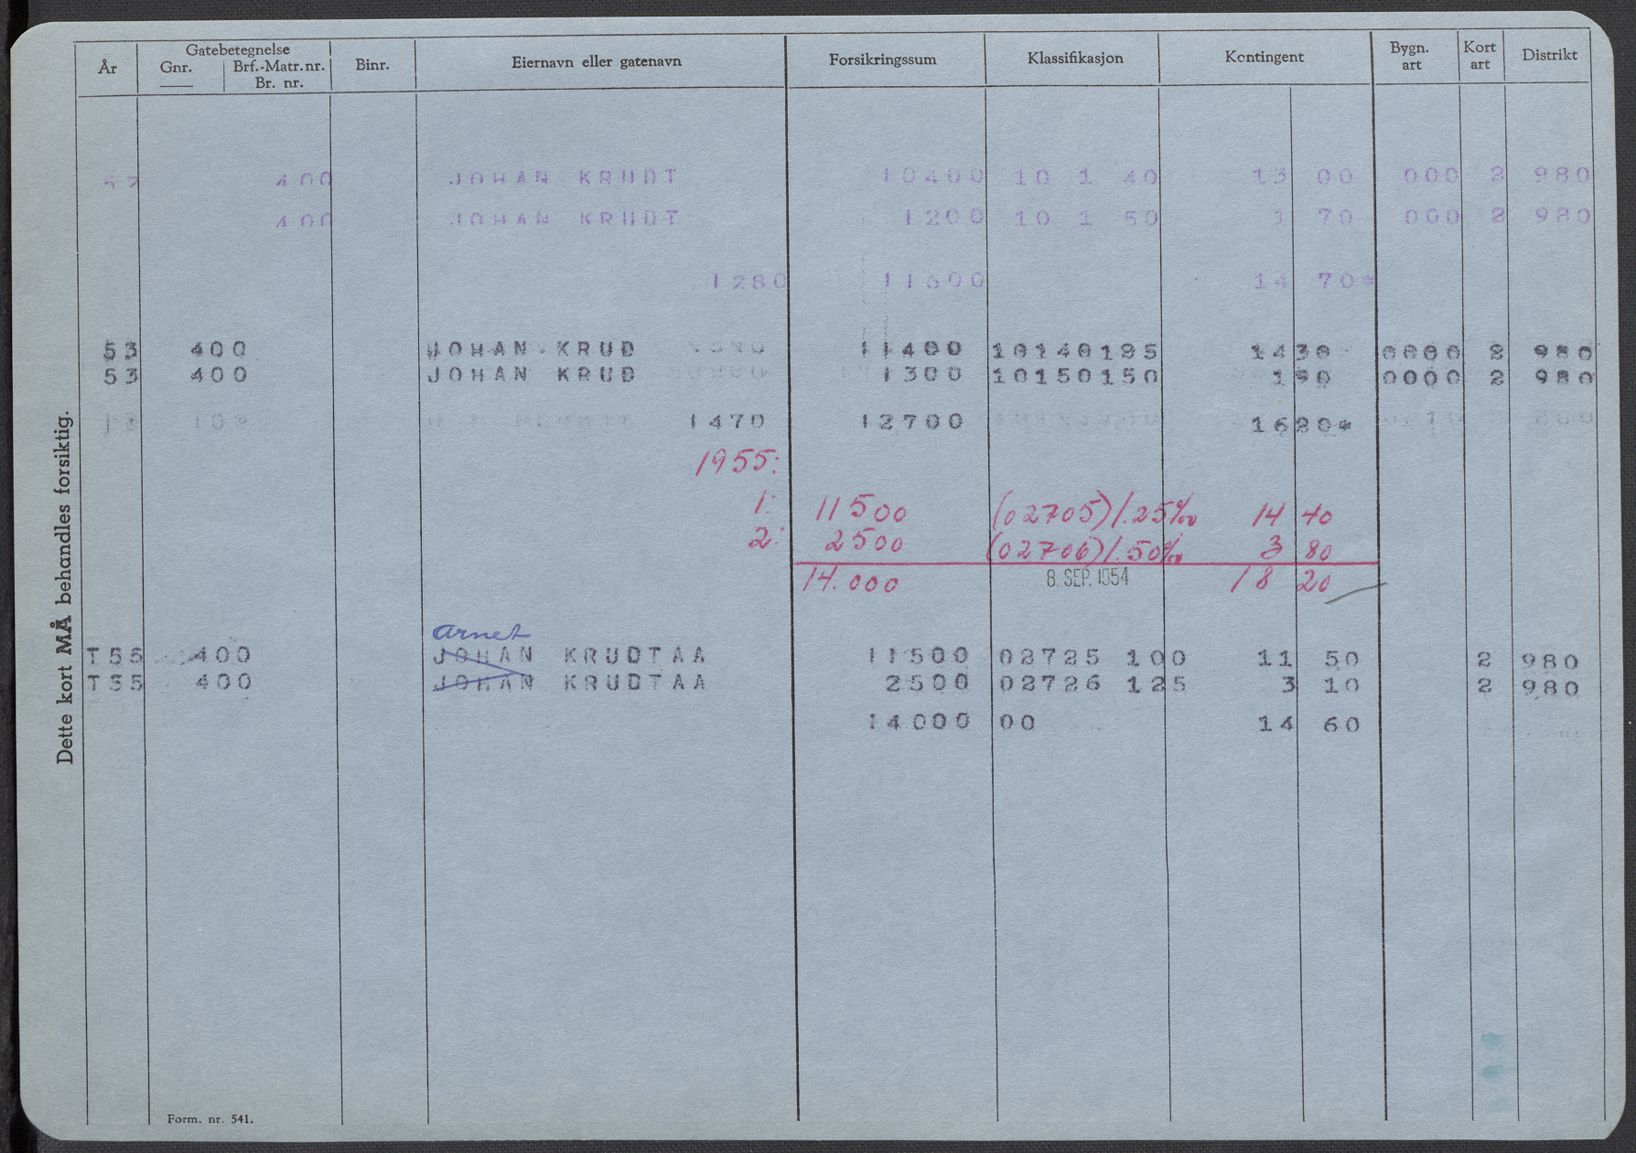 År Gatebetegnelse Gnr. Brf.-Matr.nr. Br. nr. Binr. Eiernavn eller gatenavn Forsikringssum Klassifikasjon Kontingent Bygn. art Kort art Distrikt
400 JOHAN KRUDT 10400 10 1 40 13 00 000 2 980
400 JOHAN KRUDT 1200 10 1 50 1 70 000 2 980
1280 11600 14 70*
53 400 JOHAN KRUD 11400 10140125 1430 0000 2 980
53 400 JOHAN KRUD 1300 10150150 190 0000 2 980
1470 12700 1620*
1955:
1: 11500 (02705) 1.25‰ 14 40
2: 2500 (02706) 1.50‰ 3 80
14.000 8. SEP. 1954 18 20
Arnet
T55 400 JOHAN KRUDTAA 11500 02725 100 11 50 2 980
T55 400 JOHAN KRUDTAA 2500 02726 125 3 10 2 980
14000 00 14 60
Dette kort MÅ behandles forsiktig.
Form. nr. 541.